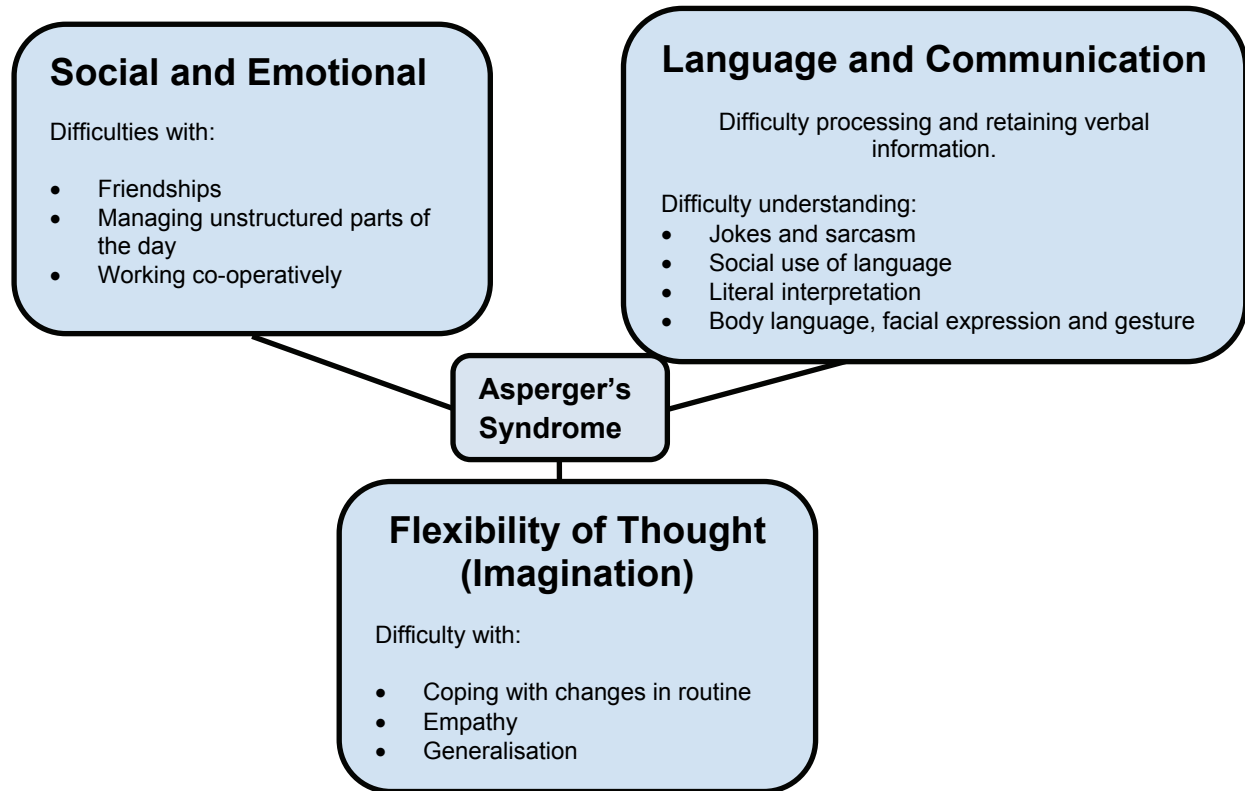 Social and Emotional
Difficulties with:
• Friendships
• Managing unstructured parts of
the day
• Working co-operatively
Language and Communication
Difficulty processing and retaining verbal
information.
Difficulty understanding:
• Jokes and sarcasm
• Social use of language
• Literal interpretation
• Body language, facial expression and gesture
Asperger’s
Syndrome
Flexibility of Thought
(Imagination)
Difficulty with:
• Coping with changes in routine
• Empathy
• Generalisation